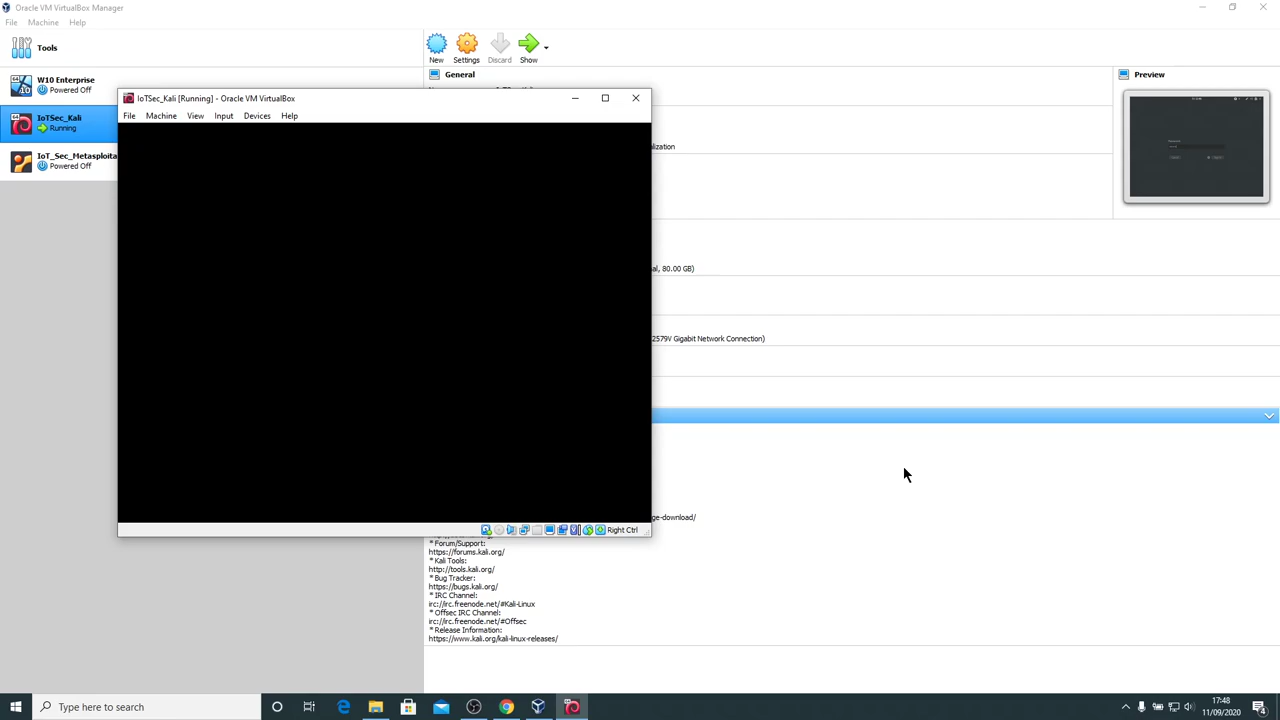 Oracle VM VirtualBox Manager
File Machine Help
Tools
New Settings Discard Show
W10 Enterprise
Powered Off
IoTSec_Kali
Running
IoT_Sec_Metasploita
Powered Off
General
Preview
IoTSec_Kali [Running] - Oracle VM VirtualBox
File Machine View Input Devices Help
Right Ctrl
lization
al, 80.00 GB)
2579V Gigabit Network Connection)
ge-download/
* Forum/Support:
https://forums.kali.org/
* Kali Tools:
http://tools.kali.org/
* Bug Tracker:
https://bugs.kali.org/
* IRC Channel:
irc://irc.freenode.net/#Kali-Linux
* Offsec IRC Channel:
irc://irc.freenode.net/#Offsec
* Release Information:
https://www.kali.org/kali-linux-releases/
Type here to search
17:48
11/09/2020
4